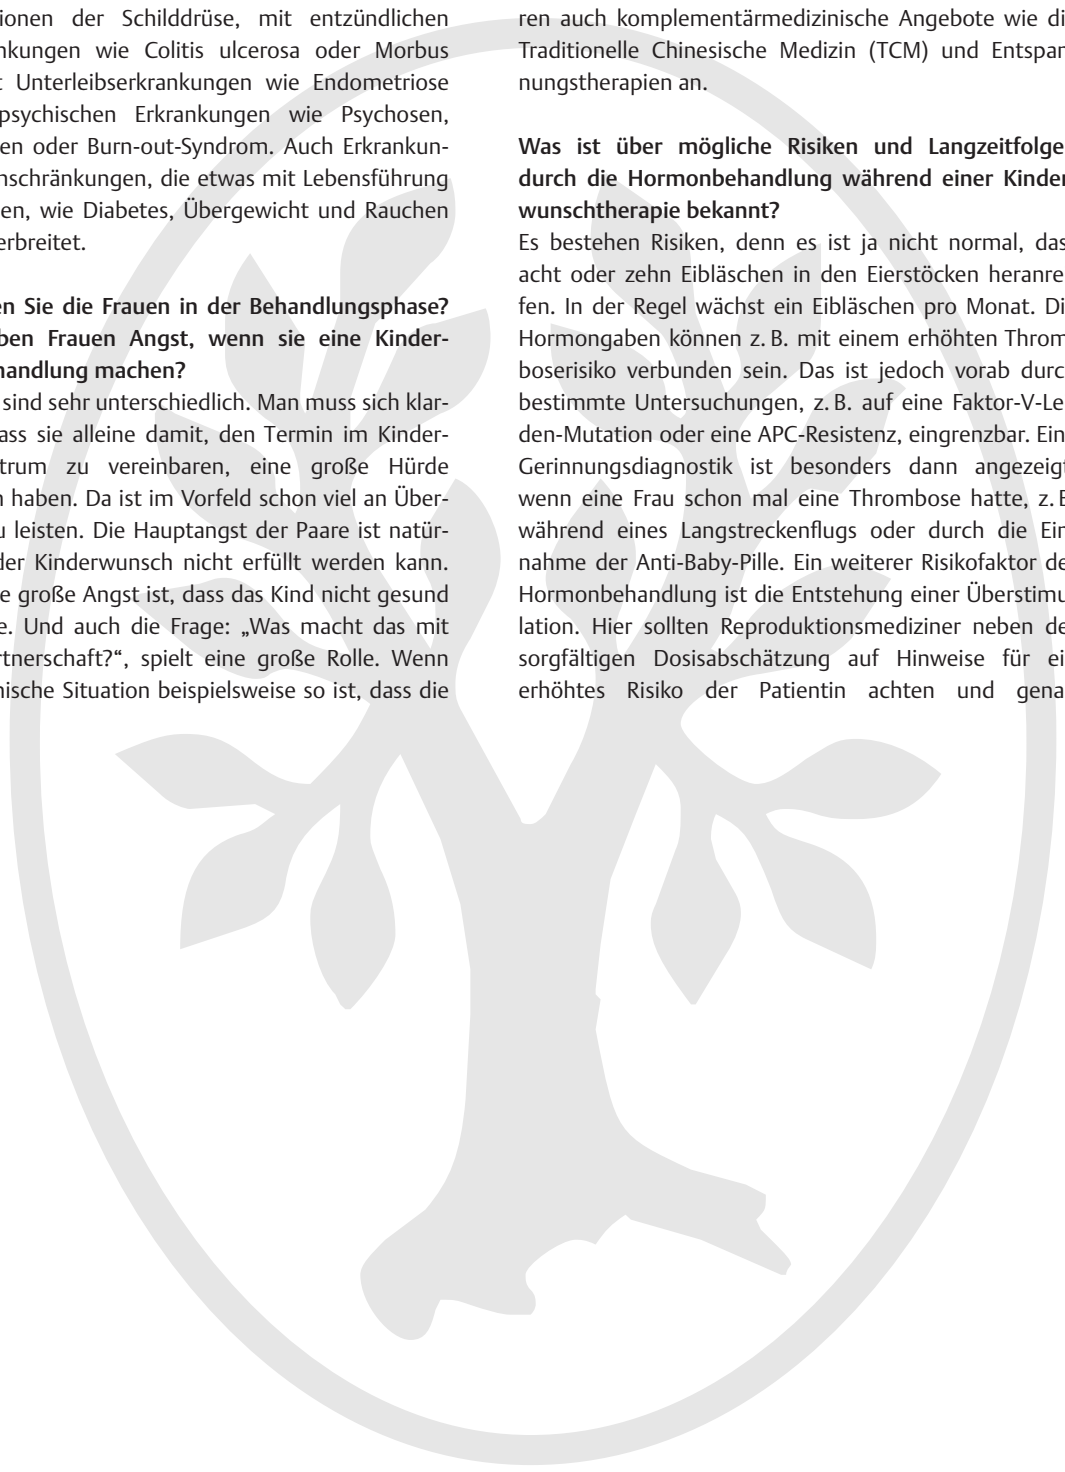 ionen der Schilddrüse, mit entzündlichen
nkungen wie Colitis ulcerosa oder Morbus
t Unterleibserkrankungen wie Endometriose
psychischen Erkrankungen wie Psychosen,
en oder Burn-out-Syndrom. Auch Erkrankun-
nschränkungen, die etwas mit Lebensführung
en, wie Diabetes, Übergewicht und Rauchen
erbreitet.
en Sie die Frauen in der Behandlungsphase?
ben Frauen Angst, wenn sie eine Kinder-
handlung machen?
sind sehr unterschiedlich. Man muss sich klar-
ass sie alleine damit, den Termin im Kinder-
trum zu vereinbaren, eine große Hürde
n haben. Da ist im Vorfeld schon viel an Über-
u leisten. Die Hauptangst der Paare ist natür-
der Kinderwunsch nicht erfüllt werden kann.
e große Angst ist, dass das Kind nicht gesund
e. Und auch die Frage: „Was macht das mit
rtnerschaft?“, spielt eine große Rolle. Wenn
nische Situation beispielsweise so ist, dass die
ren auch komplementärmedizinische Angebote wie di
Traditionelle Chinesische Medizin (TCM) und Entspan
nungstherapien an.
Was ist über mögliche Risiken und Langzeitfolge
durch die Hormonbehandlung während einer Kinder
wunschtherapie bekannt?
Es bestehen Risiken, denn es ist ja nicht normal, das
acht oder zehn Eibläschen in den Eierstöcken heranre
fen. In der Regel wächst ein Eibläschen pro Monat. Di
Hormongaben können z. B. mit einem erhöhten Throm
boserisiko verbunden sein. Das ist jedoch vorab durc
bestimmte Untersuchungen, z. B. auf eine Faktor-V-Le
den-Mutation oder eine APC-Resistenz, eingrenzbar. Ein
Gerinnungsdiagnostik ist besonders dann angezeigt
wenn eine Frau schon mal eine Thrombose hatte, z. B
während eines Langstreckenflugs oder durch die Ein
nahme der Anti-Baby-Pille. Ein weiterer Risikofaktor de
Hormonbehandlung ist die Entstehung einer Überstimu
lation. Hier sollten Reproduktionsmediziner neben de
sorgfältigen Dosisabschätzung auf Hinweise für ei
erhöhtes Risiko der Patientin achten und gena